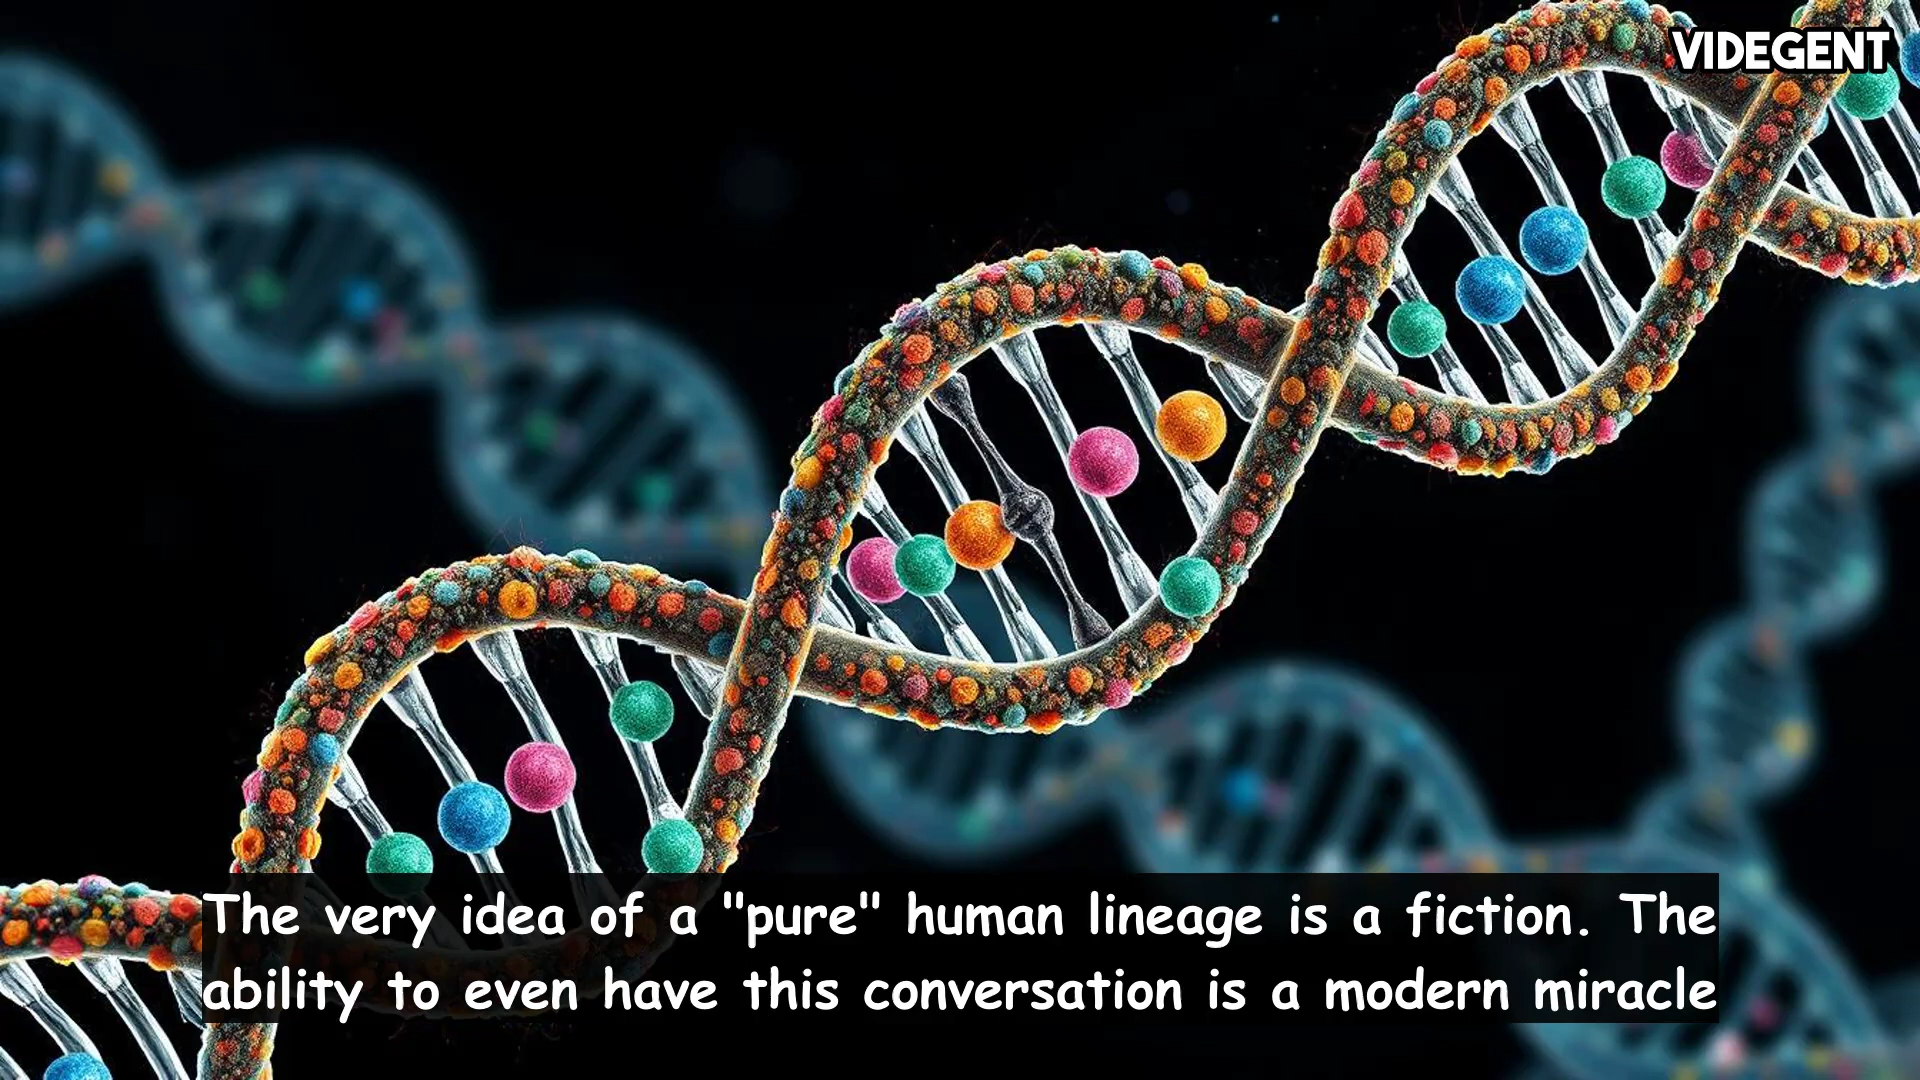 VIDEGENT
The very idea of a "pure" human lineage is a fiction. The
ability to even have this conversation is a modern miracle